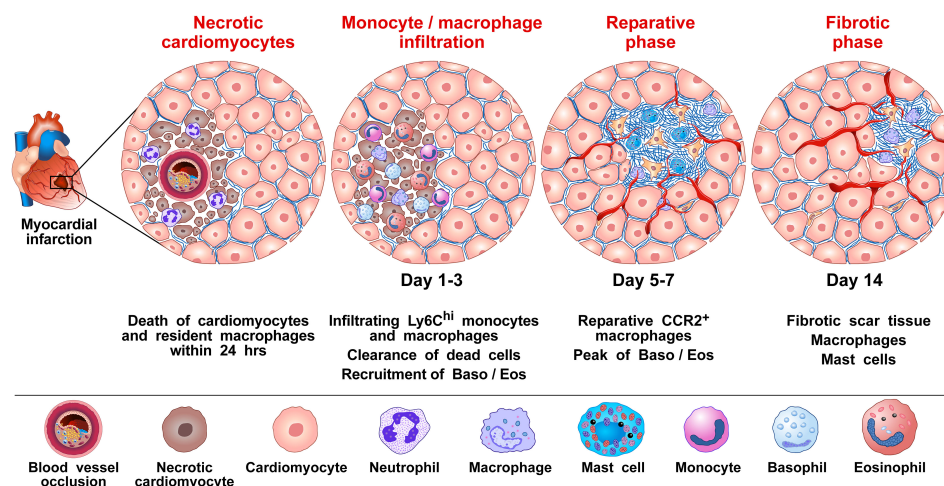 Necrotic
cardiomyocytes
Monocyte / macrophage
infiltration
Reparative
phase
Fibrotic
phase
Myocardial
infarction
Day 1-3
Day 5-7
Day 14
Death of cardiomyocytes
and resident macrophages
within 24 hrs
Infiltrating Ly6Chi monocytes
and macrophages
Clearance of dead cells
Recruitment of Baso / Eos
Reparative CCR2+
macrophages
Peak of Baso / Eos
Fibrotic scar tissue
Macrophages
Mast cells
Blood vessel
occlusion
Necrotic
cardiomyocyte
Cardiomyocyte
Neutrophil
Macrophage
Mast cell
Monocyte
Basophil
Eosinophil